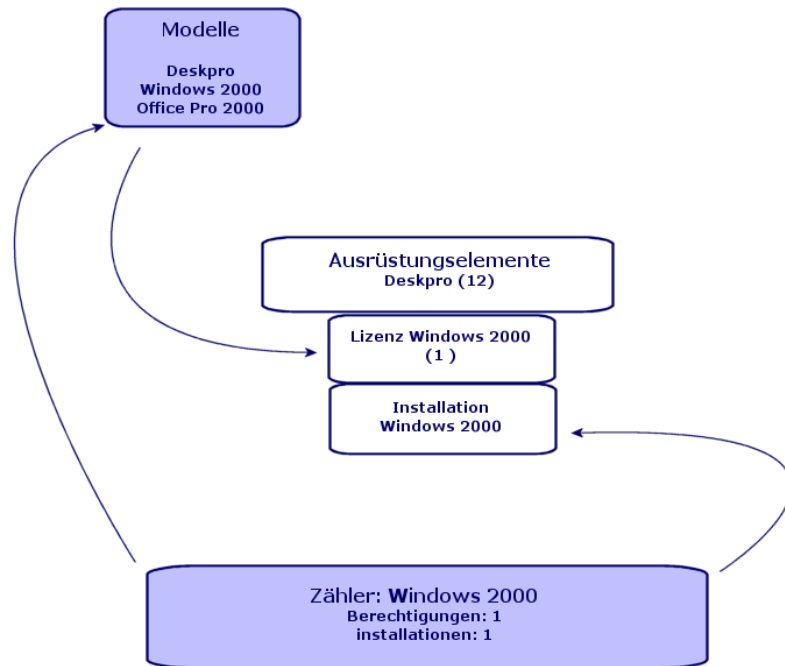 Modelle
Deskpro
Windows 2000
Office Pro 2000
Ausrüstungselemente
Deskpro (12)
Lizenz Windows 2000
(1 )
Installation
Windows 2000
Zähler: Windows 2000
Berechtigungen: 1
installationen: 1